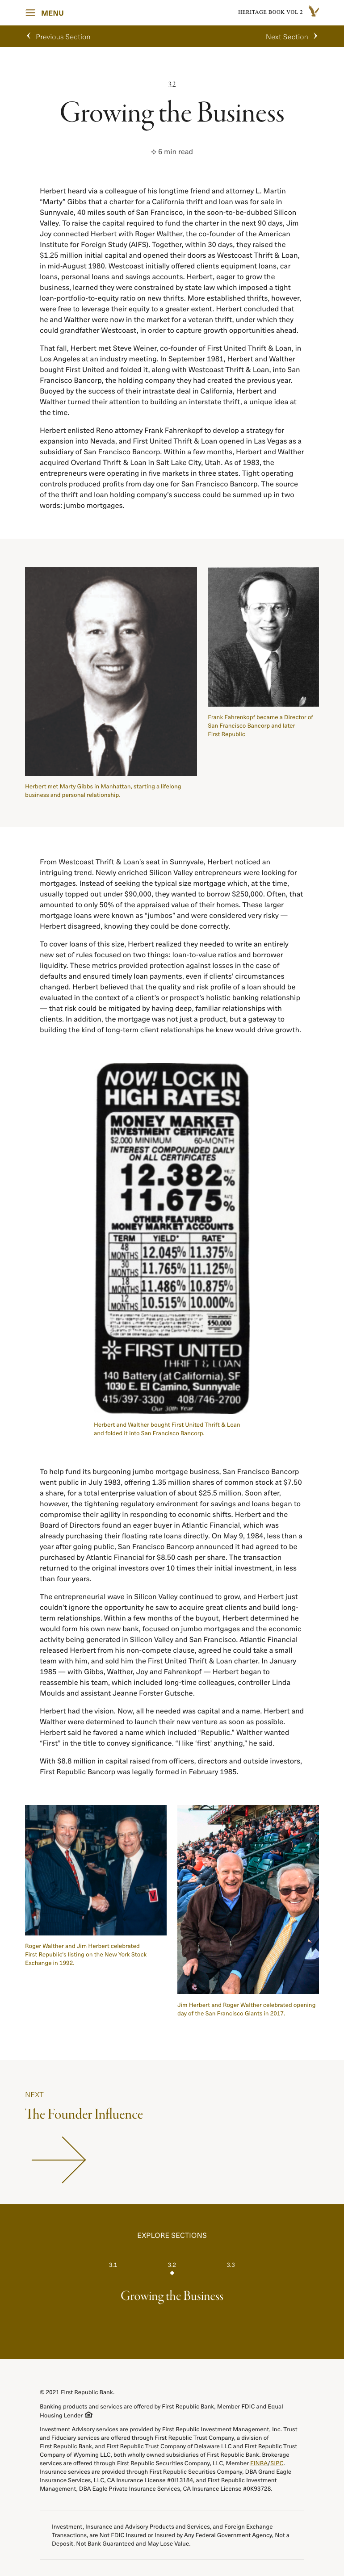 MENU
HERITAGE BOOK VOL 2
Previous Section
Next Section
3.2
Growing the Business
6 min read
Herbert heard via a colleague of his longtime friend and attorney L. Martin
“Marty” Gibbs that a charter for a California thrift and loan was for sale in
Sunnyvale, 40 miles south of San Francisco, in the soon-to-be-dubbed Silicon
Valley. To raise the capital required to fund the charter in the next 90 days, Jim
Joy connected Herbert with Roger Walther, the co-founder of the American
Institute for Foreign Study (AIFS). Together, within 30 days, they raised the
$1.25 million initial capital and opened their doors as Westcoast Thrift & Loan,
in mid-August 1980. Westcoast initially offered clients equipment loans, car
loans, personal loans and savings accounts. Herbert, eager to grow the
business, learned they were constrained by state law which imposed a tight
loan-portfolio-to-equity ratio on new thrifts. More established thrifts, however,
were free to leverage their equity to a greater extent. Herbert concluded that
he and Walther were now in the market for a veteran thrift, under which they
could grandfather Westcoast, in order to capture growth opportunities ahead.
That fall, Herbert met Steve Weiner, co-founder of First United Thrift & Loan, in
Los Angeles at an industry meeting. In September 1981, Herbert and Walther
bought First United and folded it, along with Westcoast Thrift & Loan, into San
Francisco Bancorp, the holding company they had created the previous year.
Buoyed by the success of their intrastate deal in California, Herbert and
Walther turned their attention to building an interstate thrift, a unique idea at
the time.
Herbert enlisted Reno attorney Frank Fahrenkopf to develop a strategy for
expansion into Nevada, and First United Thrift & Loan opened in Las Vegas as a
subsidiary of San Francisco Bancorp. Within a few months, Herbert and Walther
acquired Overland Thrift & Loan in Salt Lake City, Utah. As of 1983, the
entrepreneurs were operating in five markets in three states. Tight operating
controls produced profits from day one for San Francisco Bancorp. The source
of the thrift and loan holding company’s success could be summed up in two
words: jumbo mortgages.
Frank Fahrenkopf became a Director of
San Francisco Bancorp and later
First Republic
Herbert met Marty Gibbs in Manhattan, starting a lifelong
business and personal relationship.
From Westcoast Thrift & Loan’s seat in Sunnyvale, Herbert noticed an
intriguing trend. Newly enriched Silicon Valley entrepreneurs were looking for
mortgages. Instead of seeking the typical size mortgage which, at the time,
usually topped out under $90,000, they wanted to borrow $250,000. Often, that
amounted to only 50% of the appraised value of their homes. These larger
mortgage loans were known as “jumbos” and were considered very risky —
Herbert disagreed, knowing they could be done correctly.
To cover loans of this size, Herbert realized they needed to write an entirely
new set of rules focused on two things: loan-to-value ratios and borrower
liquidity. These metrics provided protection against losses in the case of
defaults and ensured timely loan payments, even if clients’ circumstances
changed. Herbert believed that the quality and risk profile of a loan should be
evaluated in the context of a client’s or prospect’s holistic banking relationship
— that risk could be mitigated by having deep, familiar relationships with
clients. In addition, the mortgage was not just a product, but a gateway to
building the kind of long-term client relationships he knew would drive growth.
NOW! LOCK IN
HIGH RATES!
MONEY MARKET
INVESTMENT CERTIFICATE
$2,000 MINIMUM 60-MONTH
INTEREST COMPOUNDED DAILY
ON ALL CERTIFICATES
12.382%
11.675%
OTHER FEATURED
MONEY MARKET ACCOUNTS
TERM YIELD* RATE*
48 MONTHS 12.045% 11.375%
30 MONTHS 11.765% 11.125%
18 MONTHS 11.486% 10.875%
12 MONTHS 10.515% 10.000%
FIRST UNITED
THRIFT & LOAN
140 Battery (at California), SF
1030 E. El Camino, Sunnyvale
415/397-3300 408/746-2700
Our 30th Year
Herbert and Walther bought First United Thrift & Loan
and folded it into San Francisco Bancorp.
To help fund its burgeoning jumbo mortgage business, San Francisco Bancorp
went public in July 1983, offering 1.35 million shares of common stock at $7.50
a share, for a total enterprise valuation of about $25.5 million. Soon after,
however, the tightening regulatory environment for savings and loans began to
compromise their agility in responding to economic shifts. Herbert and the
Board of Directors found an eager buyer in Atlantic Financial, which was
already purchasing their floating rate loans directly. On May 9, 1984, less than a
year after going public, San Francisco Bancorp announced it had agreed to be
purchased by Atlantic Financial for $8.50 cash per share. The transaction
returned to the original investors over 10 times their initial investment, in less
than four years.
The entrepreneurial wave in Silicon Valley continued to grow, and Herbert just
couldn’t ignore the opportunity he saw to acquire great clients and build long-
term relationships. Within a few months of the buyout, Herbert determined he
would form his own new bank, focused on jumbo mortgages and the economic
activity being generated in Silicon Valley and San Francisco. Atlantic Financial
released Herbert from his non-compete clause, agreed he could take a small
team with him, and sold him the First United Thrift & Loan charter. In January
1985 — with Gibbs, Walther, Joy and Fahrenkopf — Herbert began to
reassemble his team, which included long-time colleagues, controller Linda
Moulds and assistant Jeanne Forster Gutsche.
Herbert had the vision. Now, all he needed was capital and a name. Herbert and
Walther were determined to launch their new venture as soon as possible.
Herbert said he favored a name which included “Republic.” Walther wanted
“First” in the title to convey significance. “I like ‘first’ anything,” he said.
With $8.8 million in capital raised from officers, directors and outside investors,
First Republic Bancorp was legally formed in February 1985.
Roger Walther and Jim Herbert celebrated
First Republic’s listing on the New York Stock
Exchange in 1992.
Jim Herbert and Roger Walther celebrated opening
day of the San Francisco Giants in 2017.
NEXT
The Founder Influence
EXPLORE SECTIONS
3.1
3.2
3.3
Growing the Business
© 2021 First Republic Bank.
Banking products and services are offered by First Republic Bank, Member FDIC and Equal
Housing Lender
Investment Advisory services are provided by First Republic Investment Management, Inc. Trust
and Fiduciary services are offered through First Republic Trust Company, a division of
First Republic Bank, and First Republic Trust Company of Delaware LLC and First Republic Trust
Company of Wyoming LLC, both wholly owned subsidiaries of First Republic Bank. Brokerage
services are offered through First Republic Securities Company, LLC, Member FINRA/SIPC.
Insurance services are provided through First Republic Securities Company, DBA Grand Eagle
Insurance Services, LLC, CA Insurance License #0I13184, and First Republic Investment
Management, DBA Eagle Private Insurance Services, CA Insurance License #0K93728.
Investment, Insurance and Advisory Products and Services, and Foreign Exchange
Transactions, are Not FDIC Insured or Insured by Any Federal Government Agency, Not a
Deposit, Not Bank Guaranteed and May Lose Value.